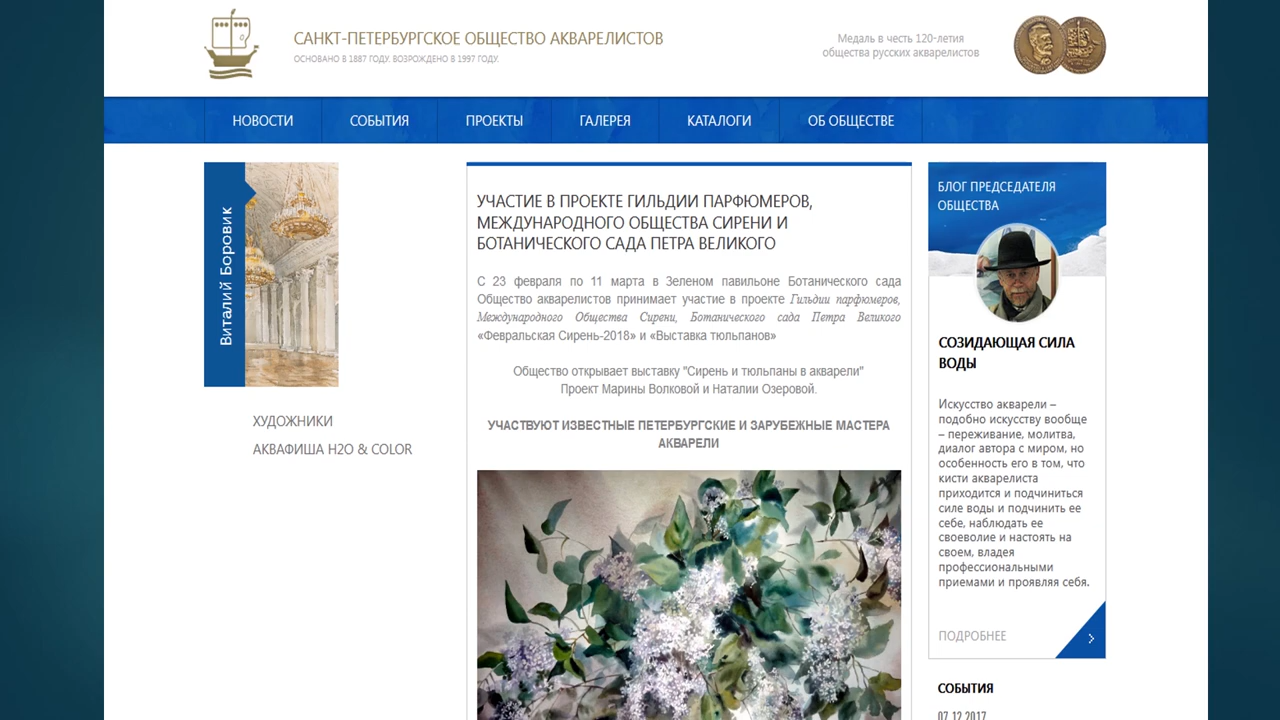 САНКТ-ПЕТЕРБУРГСКОЕ ОБЩЕСТВО АКВАРЕЛИСТОВ
ОСНОВАНО В 1887 ГОДУ. ВОЗРОЖДЕНО В 1997 ГОДУ.
Медаль в честь 120-летия
общества русских акварелистов
НОВОСТИ
СОБЫТИЯ
ПРОЕКТЫ
ГАЛЕРЕЯ
КАТАЛОГИ
ОБ ОБЩЕСТВЕ
Виталий Боровик
ХУДОЖНИКИ
АКВАФИША H2O & COLOR
УЧАСТИЕ В ПРОЕКТЕ ГИЛЬДИИ ПАРФЮМЕРОВ,
МЕЖДУНАРОДНОГО ОБЩЕСТВА СИРЕНИ И
БОТАНИЧЕСКОГО САДА ПЕТРА ВЕЛИКОГО
С 23 февраля по 11 марта в Зеленом павильоне Ботанического сада
Общество акварелистов принимает участие в проекте Гильдии парфюмеров,
Международного Общества Сирени, Ботанического сада Петра Великого
«Февральская Сирень-2018» и «Выставка тюльпанов»
Общество открывает выставку "Сирень и тюльпаны в акварели"
Проект Марины Волковой и Наталии Озеровой.
УЧАСТВУЮТ ИЗВЕСТНЫЕ ПЕТЕРБУРГСКИЕ И ЗАРУБЕЖНЫЕ МАСТЕРА
АКВАРЕЛИ
БЛОГ ПРЕДСЕДАТЕЛЯ
ОБЩЕСТВА
СОЗИДАЮЩАЯ СИЛА
ВОДЫ
Искусство акварели –
подобно искусству вообще
– переживание, молитва,
диалог автора с миром, но
особенность его в том, что
кисти акварелиста
приходится и подчиниться
силе воды и подчинить ее
себе, наблюдать ее
своеволие и настоять на
своем, владея
профессиональными
приемами и проявляя себя.
ПОДРОБНЕЕ
СОБЫТИЯ
07.12.2017